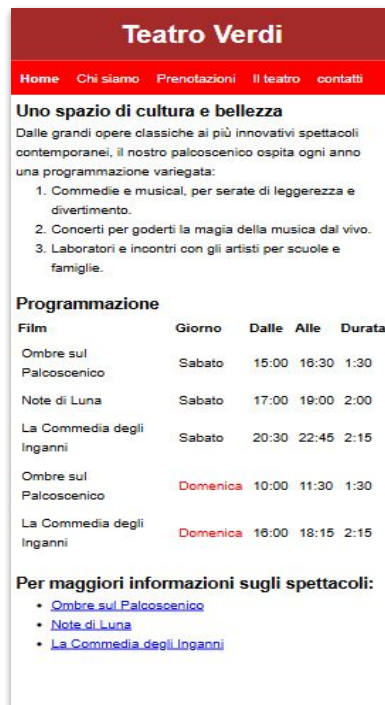 Teatro Verdi
Home Chi siamo Prenotazioni Il teatro contatti
Uno spazio di cultura e bellezza
Dalle grandi opere classiche ai più innovativi spettacoli
contemporanei, il nostro palcoscenico ospita ogni anno
una programmazione variegata:
1. Commedie e musical, per serate di leggerezza e
divertimento.
2. Concerti per goderti la magia della musica dal vivo.
3. Laboratori e incontri con gli artisti per scuole e
famiglie.
Programmazione
Film Giorno Dalle Alle Durata
Ombre sul
Palcoscenico Sabato 15:00 16:30 1:30
Note di Luna Sabato 17:00 19:00 2:00
La Commedia degli
Inganni Sabato 20:30 22:45 2:15
Ombre sul
Palcoscenico Domenica 10:00 11:30 1:30
La Commedia degli
Inganni Domenica 16:00 18:15 2:15
Per maggiori informazioni sugli spettacoli:
• Ombre sul Palcoscenico
• Note di Luna
• La Commedia degli Inganni